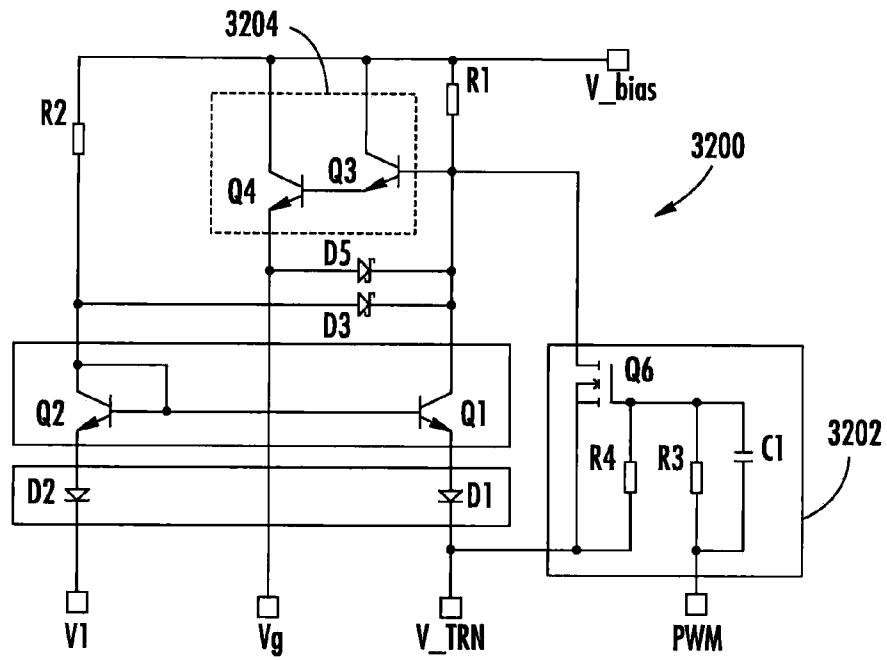 3204
V_bias
R1
R2
3200
Q3
Q4
D5
D3
Q2
Q1
Q6
R4
R3
C1
3202
D2
D1
V1
Vg
V_TRN
PWM